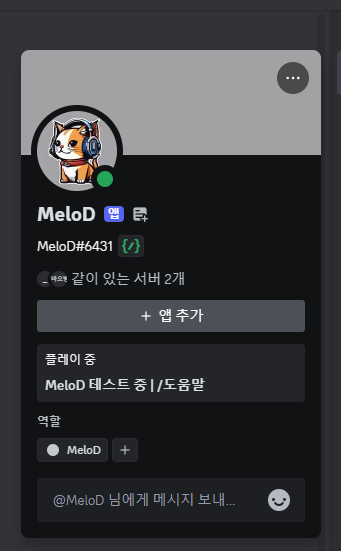 MeloD 앱
MeloD#6431 {/}
같이 있는 서버 2개
+ 앱 추가
플레이 중
MeloD 테스트 중 | /도움말
역할
MeloD +
@MeloD 님에게 메시지 보내...